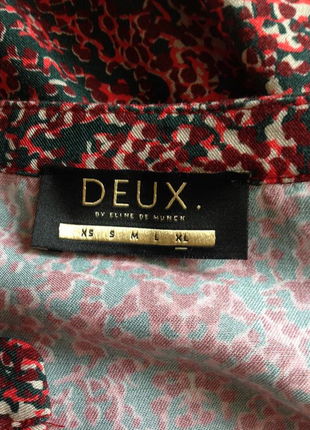 DEUX.
BY ELINE DE MUNCK
XS S M L XL